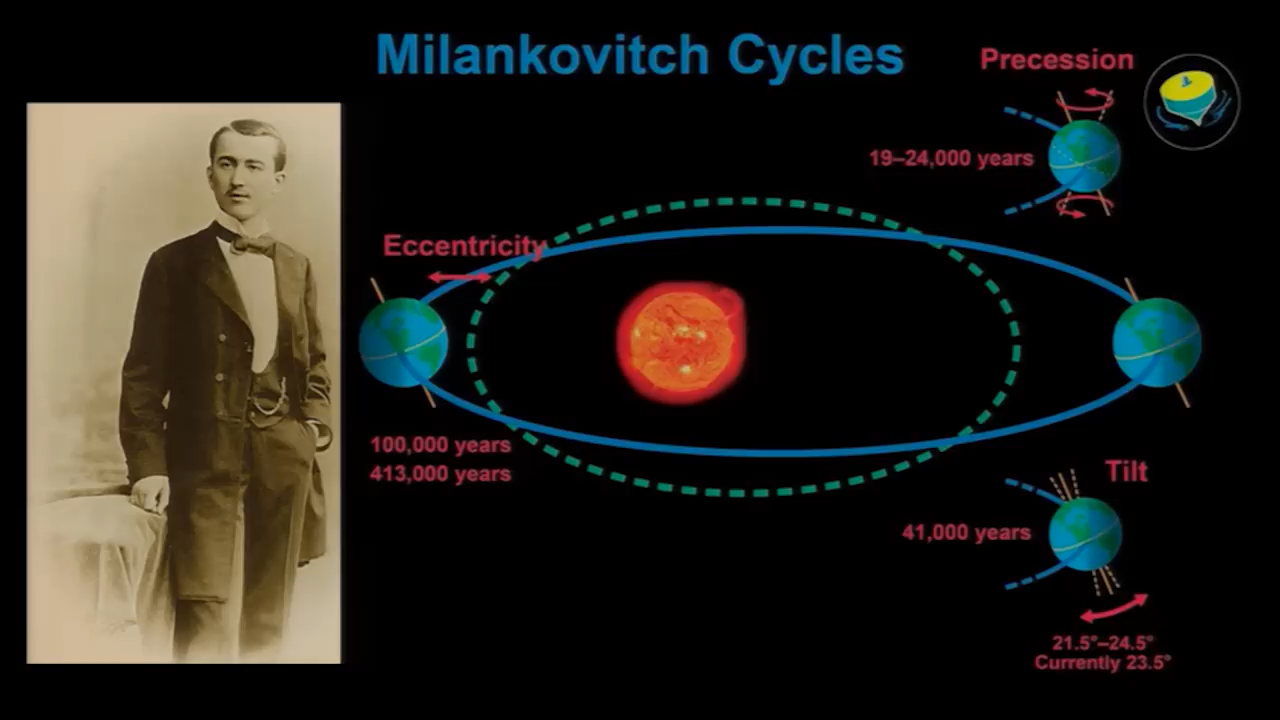 Milankovitch Cycles
Precession
19–24,000 years
Eccentricity
100,000 years
413,000 years
Tilt
41,000 years
21.5°–24.5°
Currently 23.5°